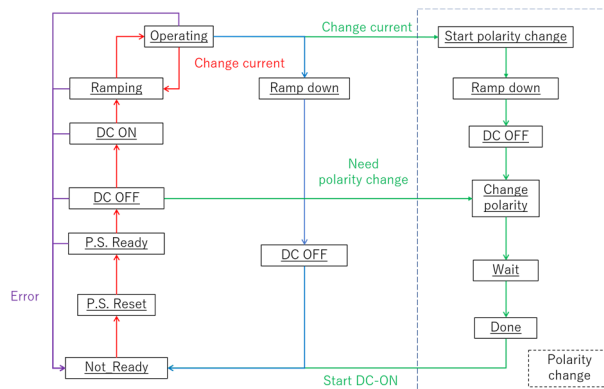 Operating
Change current
Start polarity change
Change current
Ramping
Ramp down
Ramp down
DC ON
DC OFF
Need
polarity change
DC OFF
Change
polarity
P.S. Ready
DC OFF
Wait
Error
P.S. Reset
Done
Not_Ready
Start DC-ON
Polarity
change